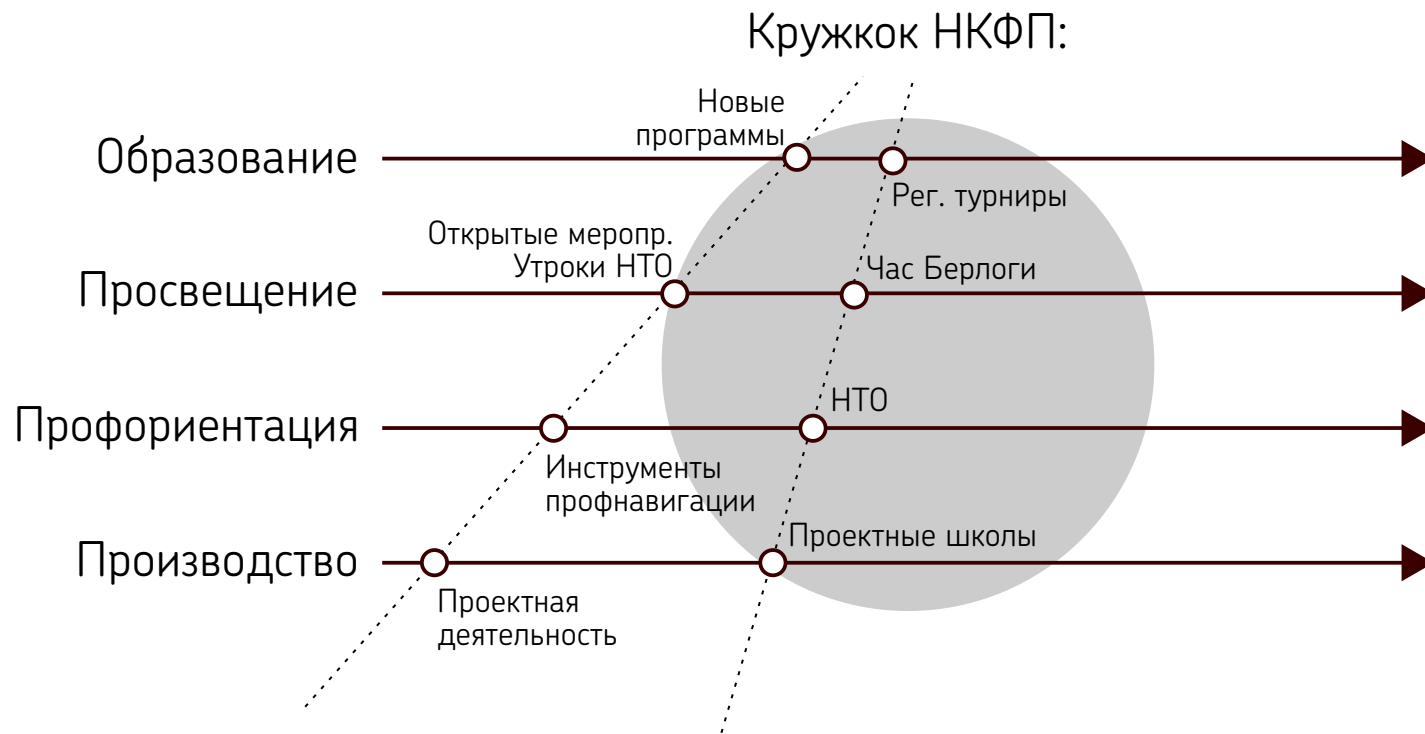 Кружкок НКФП:
Новые
программы
Образование
Рег. турниры
Открытые меропр.
Утроки НТО
Час Берлоги
Просвещение
НТО
Профориентация
Инструменты
профнавигации
Проектные школы
Производство
Проектная
деятельность